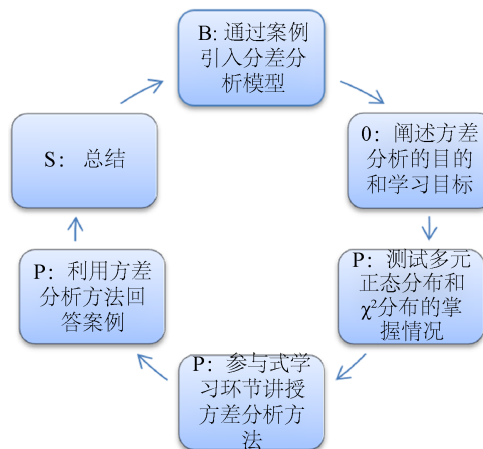 B: 通过案例
引入分差分
析模型
0：阐述方差
分析的目的
和学习目标
P：测试多元
正态分布和
χ²分布的掌
握情况
P：参与式学
习环节讲授
方差分析方
法
P：利用方差
分析方法回
答案例
S： 总结